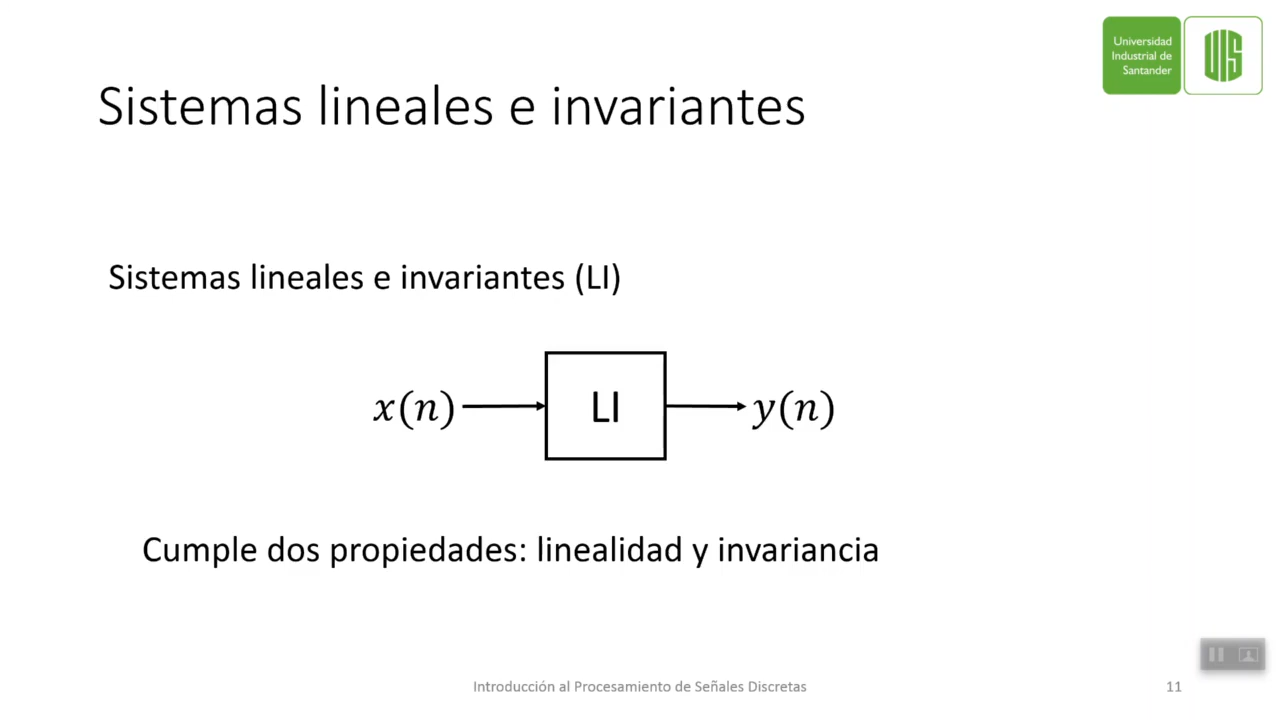 Universidad
Industrial de
Santander
UIS
Sistemas lineales e invariantes
Sistemas lineales e invariantes (LI)
x(n) LI y(n)
Cumple dos propiedades: linealidad y invariancia
Introducción al Procesamiento de Señales Discretas 11